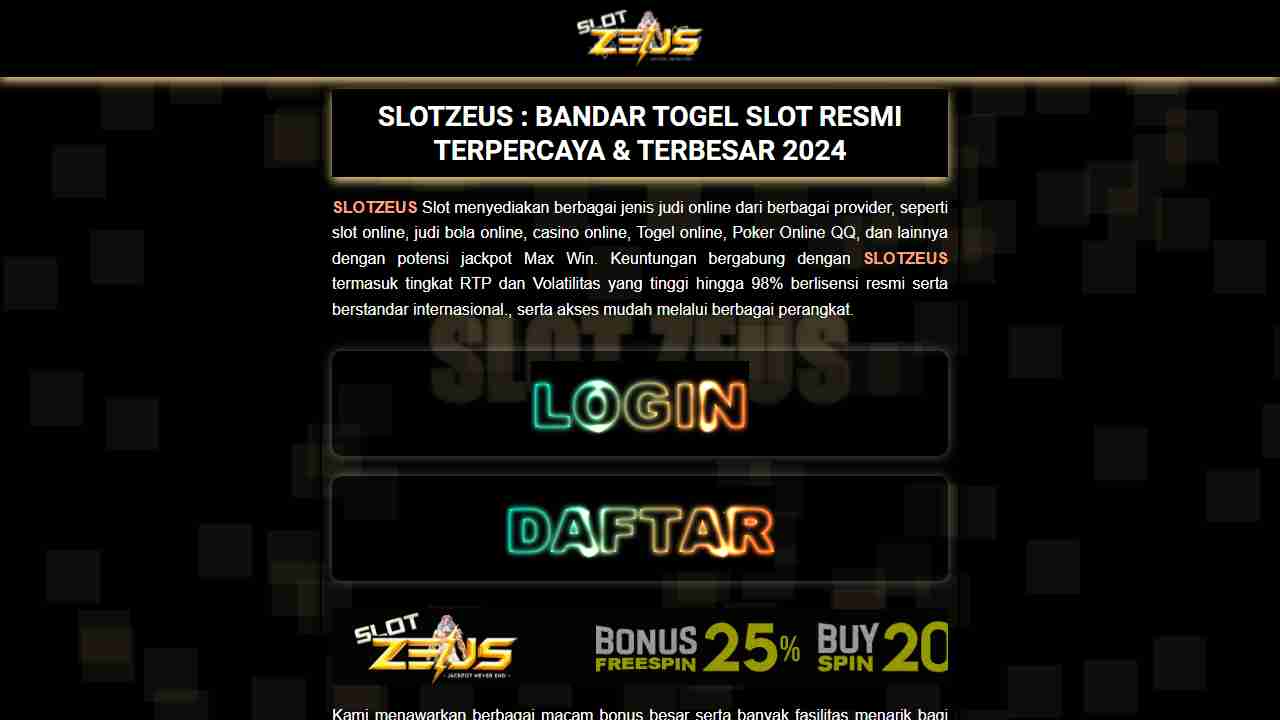 SLOT
ZEUS
SLOTZEUS : BANDAR TOGEL SLOT RESMI
TERPERCAYA & TERBESAR 2024
SLOTZEUS Slot menyediakan berbagai jenis judi online dari berbagai provider, seperti
slot online, judi bola online, casino online, Togel online, Poker Online QQ, dan lainnya
dengan potensi jackpot Max Win. Keuntungan bergabung dengan SLOTZEUS
termasuk tingkat RTP dan Volatilitas yang tinggi hingga 98% berlisensi resmi serta
berstandar internasional., serta akses mudah melalui berbagai perangkat.
SLOT ZEUS
LOGIN
DAFTAR
SLOT
ZEUS
- JACKPOT NEVER END -
BONUS 25%
FREESPIN
BUY 20
SPIN
Kami menawarkan berbagai macam bonus besar serta banyak fasilitas menarik bagi